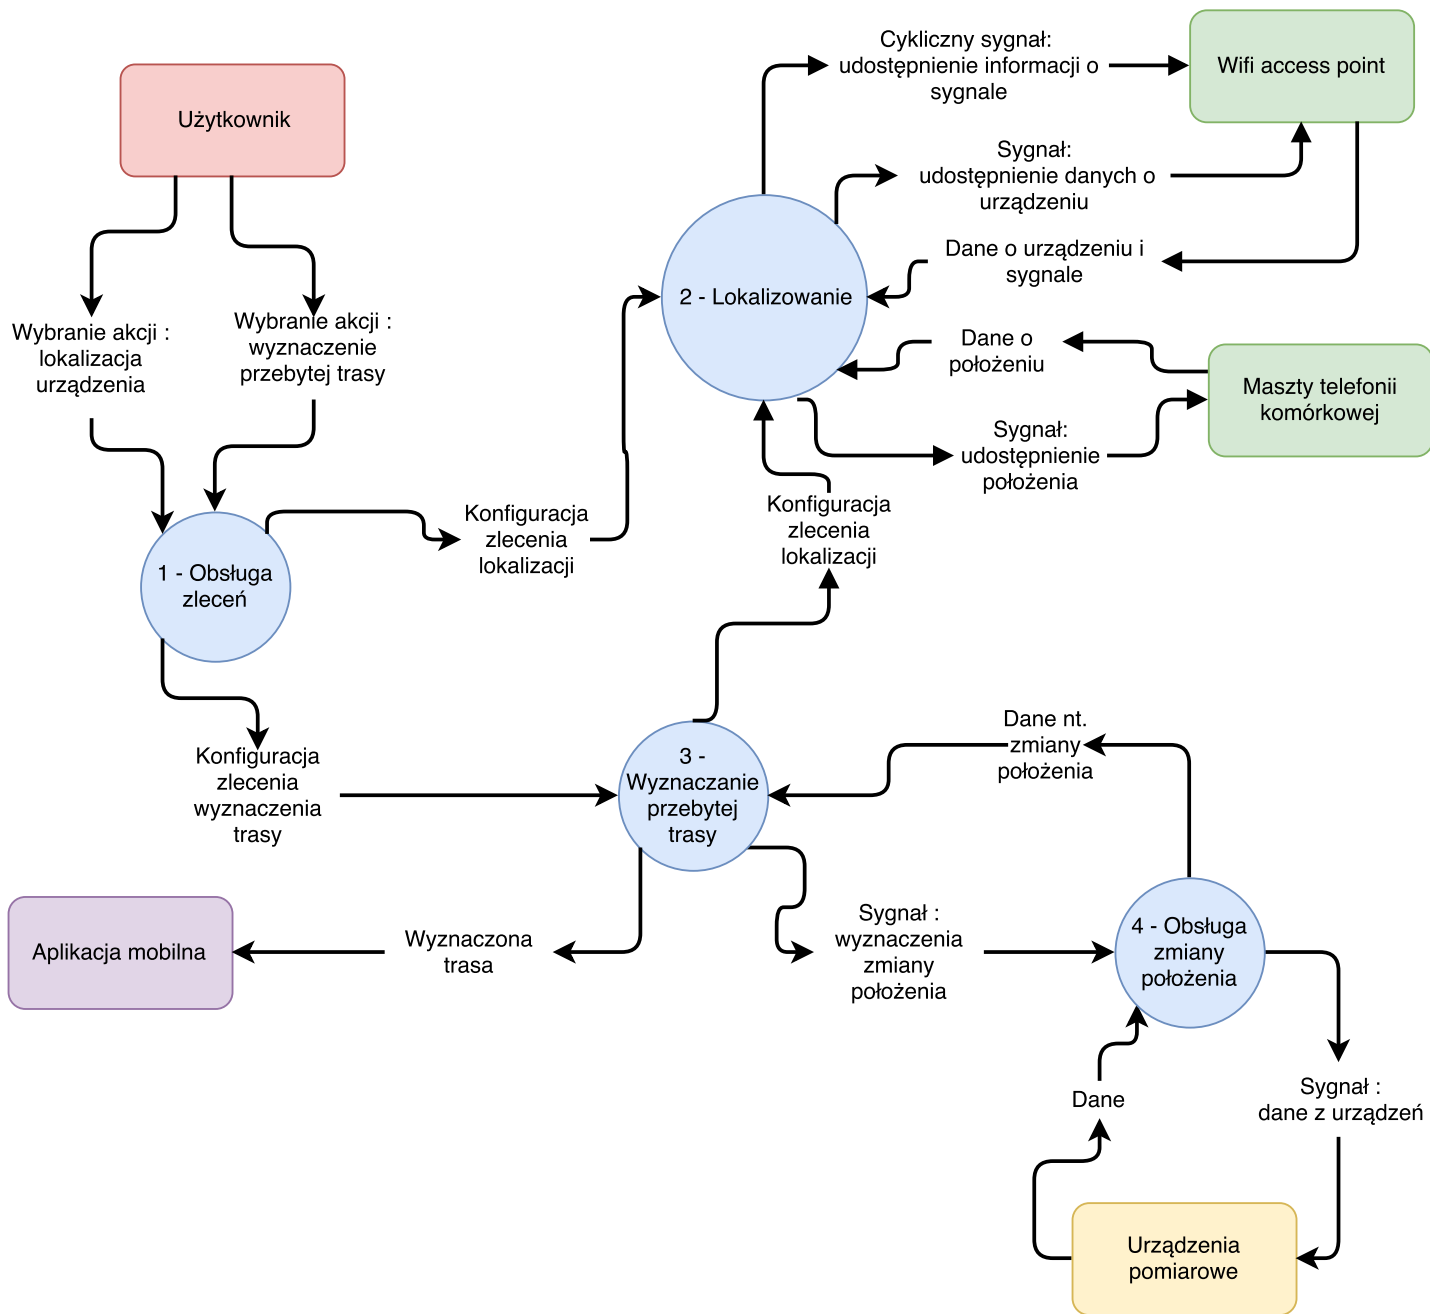 Cykliczny sygnał:
udostępnienie informacji o
sygnale
Wifi access point
Użytkownik
Sygnał:
udostępnienie danych o
urządzeniu
Dane o urządzeniu i
sygnale
2 - Lokalizowanie
Wybranie akcji :
lokalizacja
urządzenia
Wybranie akcji :
wyznaczenie
przebytej trasy
Dane o
położeniu
Maszty telefonii
komórkowej
Sygnał:
udostępnienie
położenia
Konfiguracja
zlecenia
lokalizacji
Konfiguracja
zlecenia
lokalizacji
1 - Obsługa
zleceń
Konfiguracja
zlecenia
wyznaczenia
trasy
3 -
Wyznaczanie
przebytej
trasy
Dane nt.
zmiany
położenia
Aplikacja mobilna
Wyznaczona
trasa
Sygnał :
wyznaczenia
zmiany
położenia
4 - Obsługa
zmiany
położenia
Dane
Sygnał :
dane z urządzeń
Urządzenia
pomiarowe